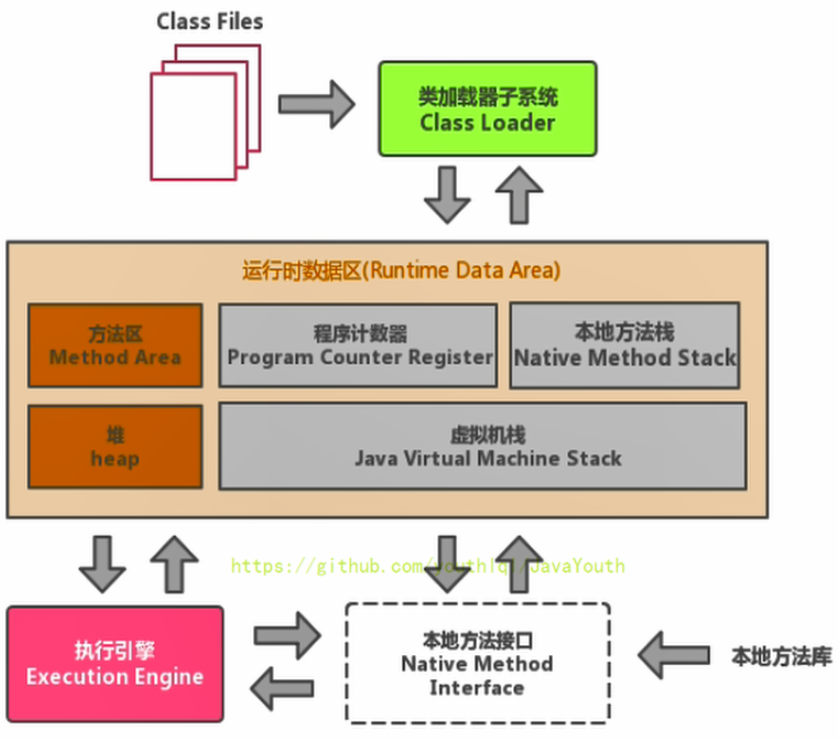 Class Files
类加载器子系统
Class Loader
运行时数据区(Runtime Data Area)
方法区
Method Area
程序计数器
Program Counter Register
本地方法栈
Native Method Stack
堆
heap
虚拟机栈
Java Virtual Machine Stack
https://github.com/youthlql/JavaYouth
执行引擎
Execution Engine
本地方法接口
Native Method
Interface
本地方法库